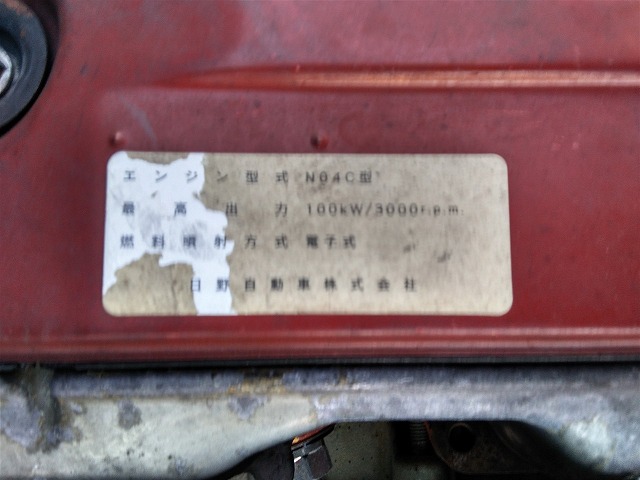 エンジン型式 N04C型
最高出力 100kW/3000r.p.m.
燃料噴射方式 電子式
日野自動車株式会社